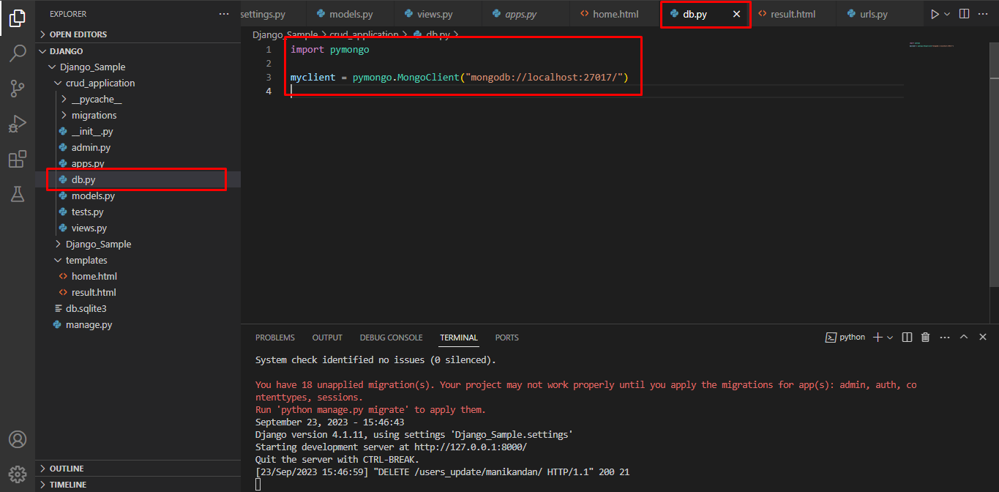 EXPLORER
OPEN EDITORS
DJANGO
Django_Sample
crud_application
__pycache__
migrations
__init__.py
admin.py
apps.py
db.py
models.py
tests.py
views.py
Django_Sample
templates
home.html
result.html
db.sqlite3
manage.py
OUTLINE
TIMELINE
settings.py models.py views.py apps.py home.html db.py result.html urls.py
Django_Sample > crud_application > db.py >
1 import pymongo
2
3 myclient = pymongo.MongoClient("mongodb://localhost:27017/")
4
PROBLEMS OUTPUT DEBUG CONSOLE TERMINAL PORTS python
System check identified no issues (0 silenced).
You have 18 unapplied migration(s). Your project may not work properly until you apply the migrations for app(s): admin, auth, co
ntenttypes, sessions.
Run 'python manage.py migrate' to apply them.
September 23, 2023 - 15:46:43
Django version 4.1.11, using settings 'Django_Sample.settings'
Starting development server at http://127.0.0.1:8000/
Quit the server with CTRL-BREAK.
[23/Sep/2023 15:46:59] "DELETE /users_update/manikandan/ HTTP/1.1" 200 21